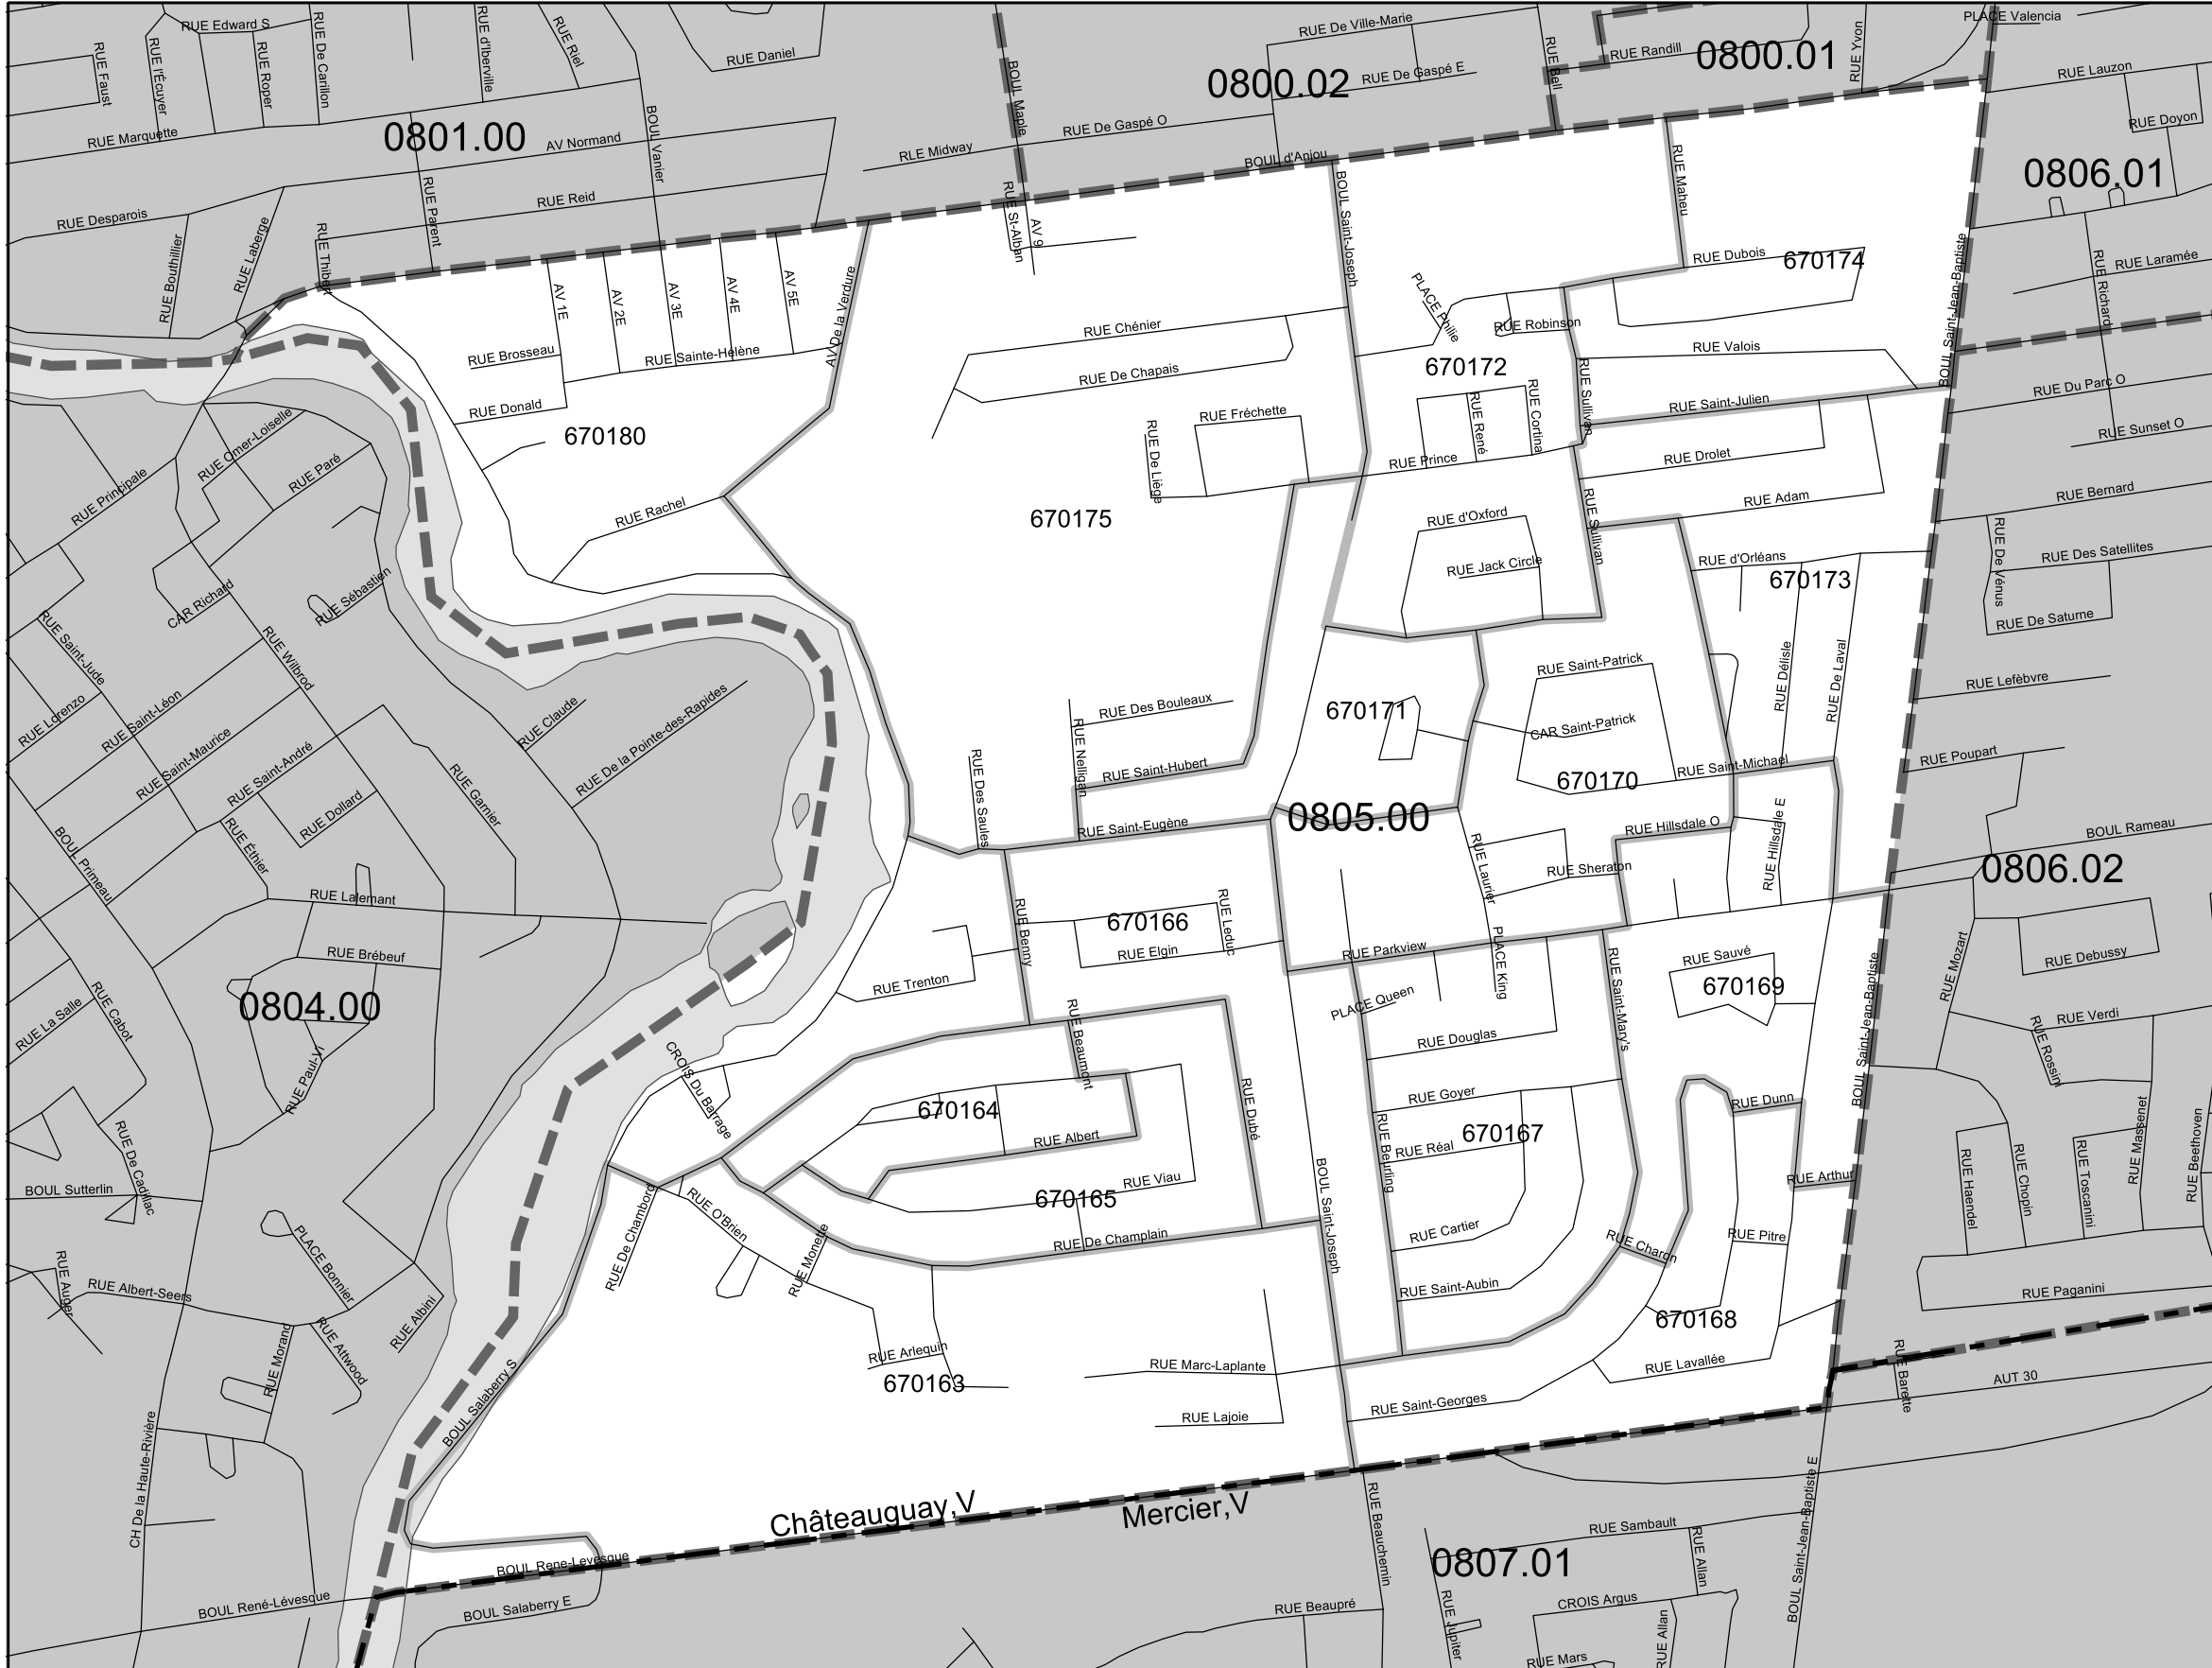 RUE Edward S
RUE De Carillon
RUE d'Iberville
RUE Riel
RUE Daniel
RUE Faust
RUE l'Écuyer
RUE Roper
RUE Marquette
0801.00
BOUL Vanier
AV Normand
RUE Parent
RUE Reid
RUE Desparois
RUE Bouthillier
RUE Laberge
RUE Thibert
BOUL Maple
RUE De Ville-Marie
0800.02
RUE De Gaspé E
RUE De Gaspé O
RLE Midway
BOUL d'Anjou
RUE Bell
RUE Randill
0800.01
RUE Yvon
PLACE Valencia
RUE Lauzon
RUE Doyon
0806.01
RUE Laramée
RUE Richard
RUE Du Parc O
RUE Sunset O
RUE St-Alban
AV 9
BOUL Saint-Joseph
RUE Maheu
RUE Dubois
670174
BOUL Saint-Jean-Baptiste
AV 1E
AV 2E
AV 3E
AV 4E
AV 5E
AV De la Verdure
RUE Brosseau
RUE Sainte-Hélène
RUE Donald
670180
RUE Rachel
RUE Chénier
RUE De Chapais
RUE Fréchette
RUE De Liège
670175
PLACE Philie
RUE Robinson
670172
RUE Valois
RUE Sullivan
RUE Saint-Julien
RUE René
RUE Cortina
RUE Prince
RUE Drolet
RUE Adam
RUE Sullivan
RUE d'Oxford
RUE Jack Circle
RUE d'Orléans
670173
RUE Bernard
RUE De Vénus
RUE Des Satellites
RUE De Saturne
RUE Lefèbvre
RUE Poupart
BOUL Rameau
0806.02
RUE Principale
RUE Omer-Loiselle
RUE Paré
CAR Richard
RUE Sébastien
RUE Saint-Jude
RUE Wilbrod
RUE Lorenzo
RUE Saint-Léon
RUE Saint-Maurice
RUE Saint-André
RUE Dollard
RUE Garnier
RUE Claude
RUE De la Pointe-des-Rapides
BOUL Primeau
RUE Éthier
RUE Lalemant
RUE Brébeuf
0804.00
RUE La Salle
RUE Cabot
RUE Paul-VI
RUE De Cadillac
BOUL Sutterlin
RUE Auger
RUE Albert-Seers
PLACE Bonnier
RUE Albini
RUE Attwood
RUE Morand
CH De la Haute-Rivière
BOUL René-Lévesque
RUE Des Bouleaux
RUE Nelligan
RUE Saint-Hubert
RUE Des Saules
RUE Saint-Eugène
670171
0805.00
RUE Saint-Patrick
CAR Saint-Patrick
670170
RUE Saint-Michael
RUE Délisle
RUE De Laval
RUE Hillsdale O
RUE Hillsdale E
RUE Laurier
RUE Sheraton
RUE Benny
670166
RUE Leduc
RUE Elgin
RUE Trenton
RUE Parkview
PLACE King
PLACE Queen
RUE Douglas
RUE Saint-Mary's
RUE Sauvé
670169
BOUL Saint-Jean-Baptiste
RUE Mozart
RUE Debussy
RUE Verdi
RUE Rossini
RUE Massenet
RUE Beethoven
RUE Haendel
RUE Chopin
RUE Toscanini
RUE Paganini
RUE Barette
AUT 30
CROIS Du Barrage
RUE Beaumont
670164
RUE Albert
RUE Dubé
670165
RUE Viau
RUE De Champlain
RUE De Chambord
RUE O'Brien
RUE Monette
RUE Arlequin
670163
BOUL Saint-Joseph
RUE Goyer
RUE Réal
670167
RUE Beurling
RUE Cartier
RUE Saint-Aubin
RUE Charon
RUE Dunn
RUE Arthur
RUE Pitre
670168
RUE Lavallée
RUE Marc-Laplante
RUE Lajoie
RUE Saint-Georges
BOUL Salaberry S
Châteauguay,V
Mercier,V
BOUL Rene-Levesque
BOUL Salaberry E
RUE Beauchemin
RUE Beaupré
RUE Sambault
0807.01
RUE Allan
CROIS Argus
RUE Jupiter
RUE Allan
RUE Mars
BOUL Saint-Jean-Baptiste E